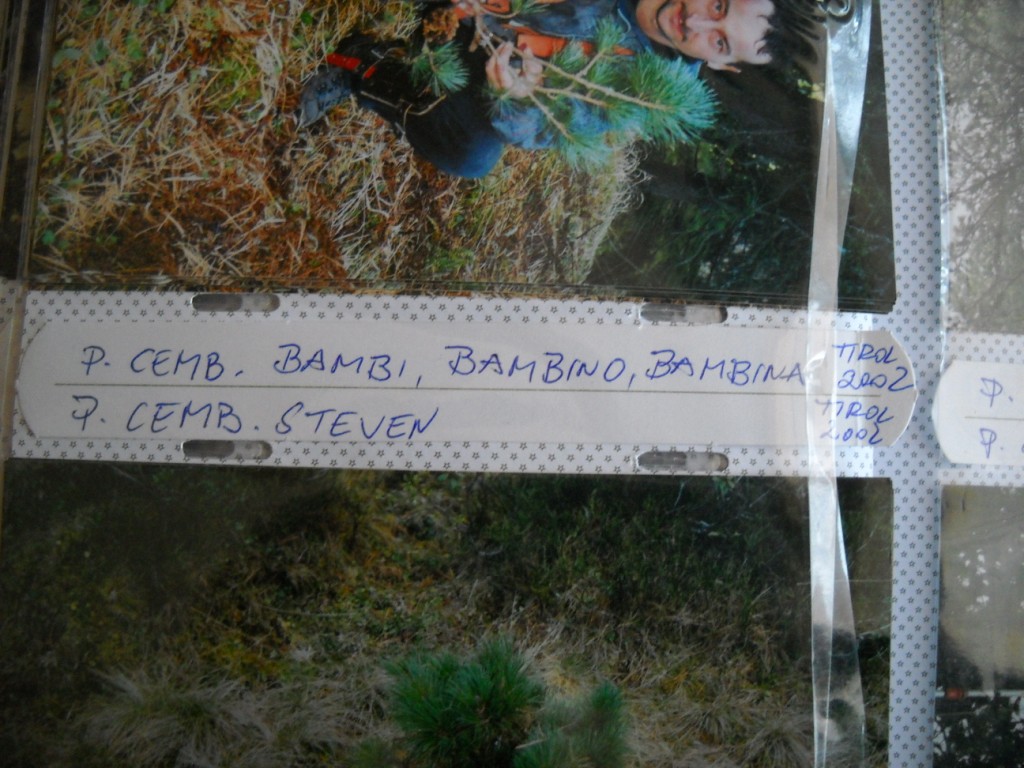 P. CEMB. BAMBI, BAMBINO, BAMBINA TIROL 2002
P. CEMB. STEVEN TIROL 2002
P.
P.